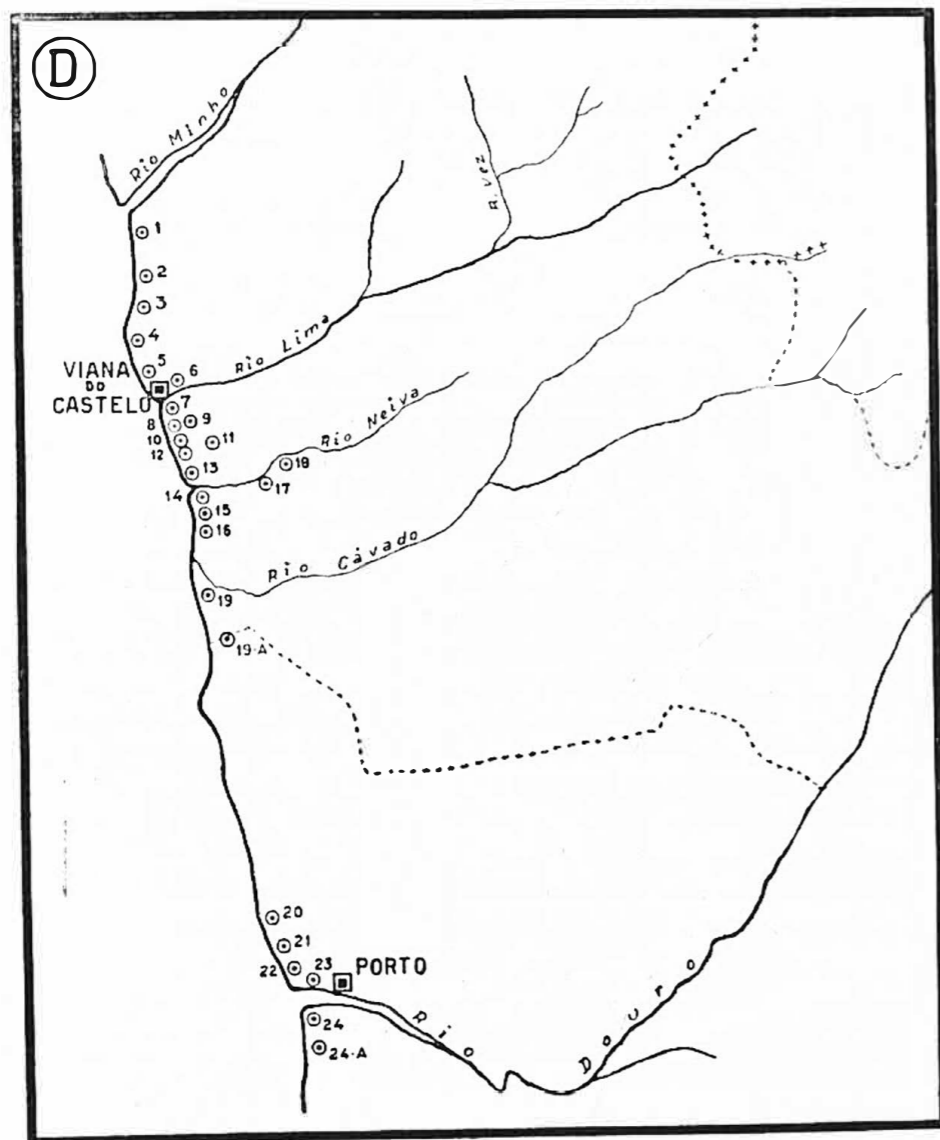 D
Rio Minho
R. Vez
1
2
3
4
5
6
VIANA
DO
CASTELO
Rio Lima
7
8
9
10
11
12
13
Rio Neiva
18
17
14
15
16
Rio Cávado
19
19-A
20
21
22
23
PORTO
24
24-A
Rio Douro